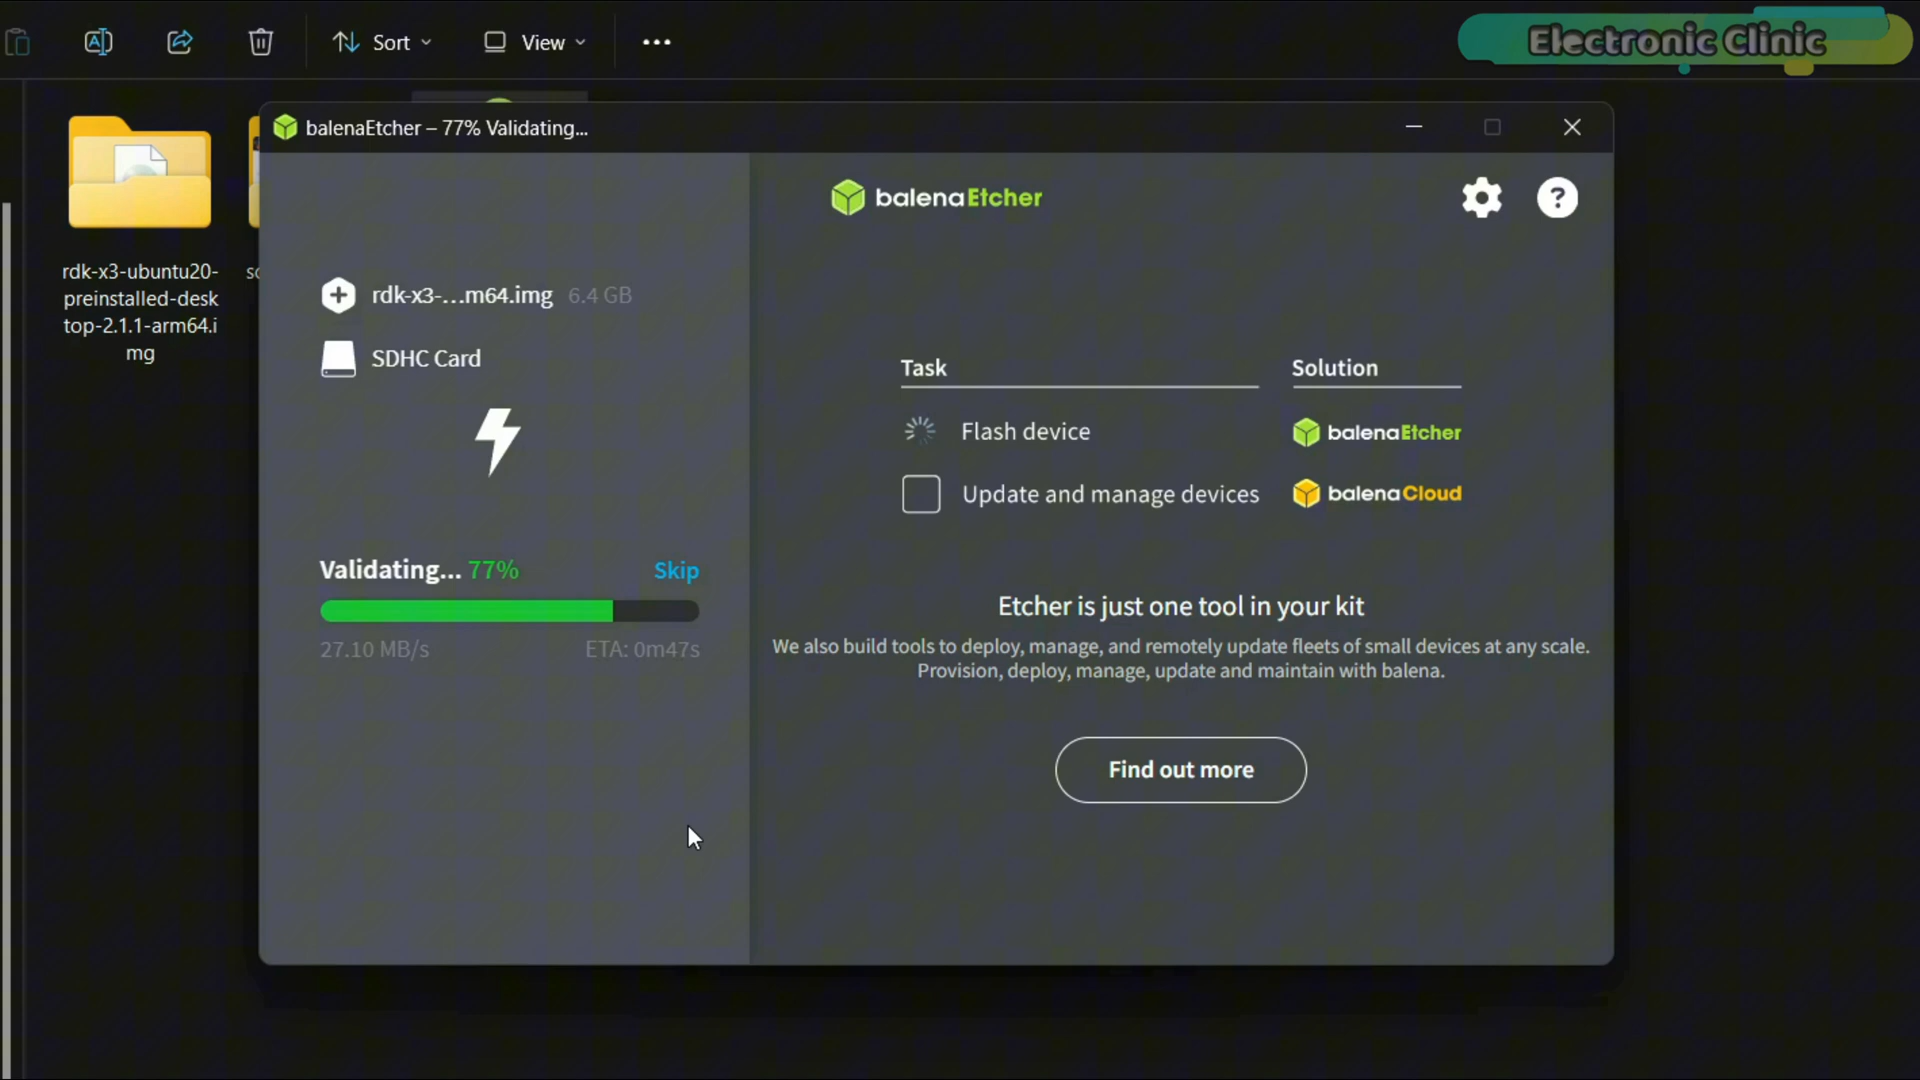 Sort
View
Electronic Clinic
balenaEtcher – 77% Validating...
balenaEtcher
?
rdk-x3-ubuntu20-
preinstalled-desk
top-2.1.1-arm64.i
mg
rdk-x3-...m64.img 6.4 GB
SDHC Card
Task Solution
Flash device balenaEtcher
Update and manage devices balenaCloud
Validating... 77% Skip
27.10 MB/s ETA: 0m47s
Etcher is just one tool in your kit
We also build tools to deploy, manage, and remotely update fleets of small devices at any scale.
Provision, deploy, manage, update and maintain with balena.
Find out more